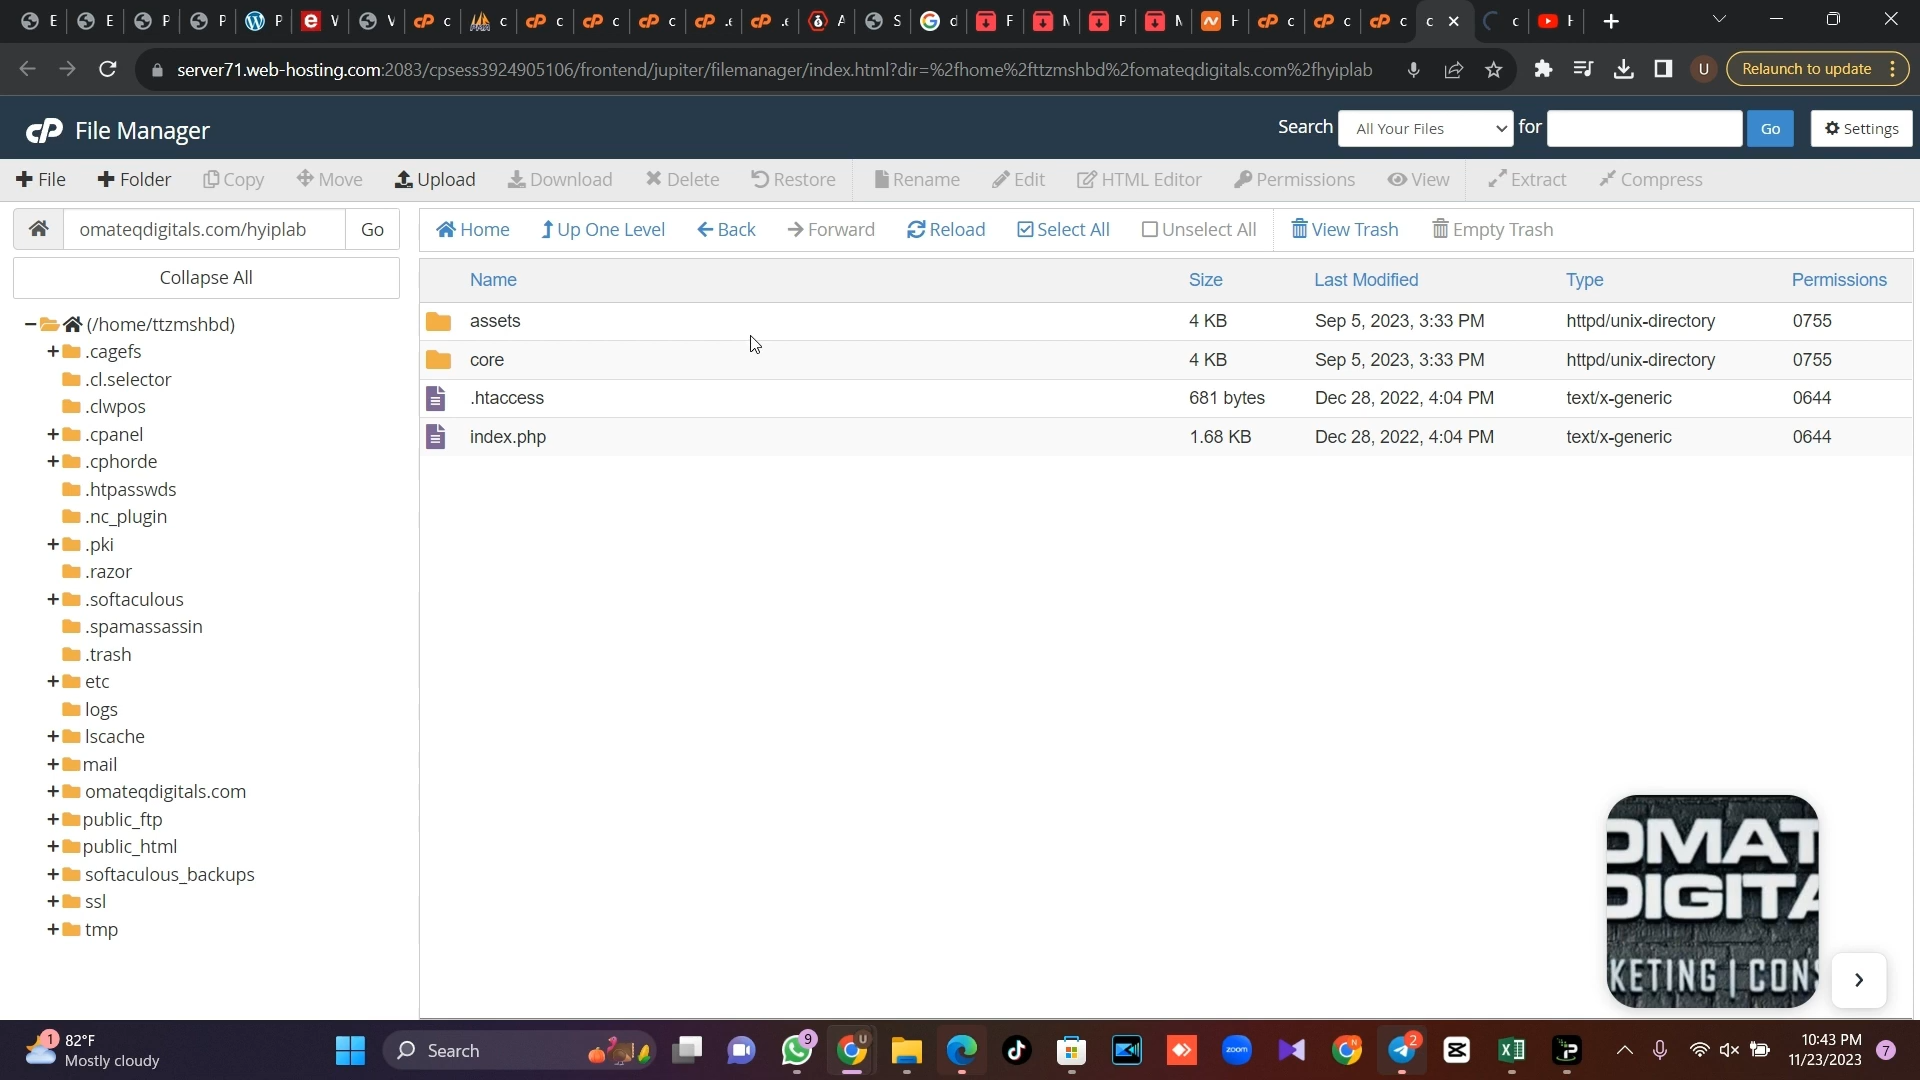 E
E
P
P
P
V
V
c
c
c
c
c
.e
.e
A
S
d
F
M
P
M
H
c
c
c
c
c
H
server71.web-hosting.com:2083/cpsess3924905106/frontend/jupiter/filemanager/index.html?dir=%2fhome%2fttzmshbd%2fomateqdigitals.com%2fhyiplab
U
Relaunch to update
cP File Manager
Search All Your Files for Go Settings
File Folder Copy Move Upload Download Delete Restore Rename Edit HTML Editor Permissions View Extract Compress
omateqdigitals.com/hyiplab Go
Home Up One Level Back Forward Reload Select All Unselect All View Trash Empty Trash
Collapse All
(/home/ttzmshbd)
.cagefs
.cl.selector
.clwpos
.cpanel
.cphorde
.htpasswds
.nc_plugin
.pki
.razor
.softaculous
.spamassassin
.trash
etc
logs
lscache
mail
omateqdigitals.com
public_ftp
public_html
softaculous_backups
ssl
tmp
Name Size Last Modified Type Permissions
assets 4 KB Sep 5, 2023, 3:33 PM httpd/unix-directory 0755
core 4 KB Sep 5, 2023, 3:33 PM httpd/unix-directory 0755
.htaccess 681 bytes Dec 28, 2022, 4:04 PM text/x-generic 0644
index.php 1.68 KB Dec 28, 2022, 4:04 PM text/x-generic 0644
OMAT
DIGITA
KETING | CONS
1 82°F
Mostly cloudy
Search
9
U
zoom
N
2
10:43 PM
11/23/2023
7